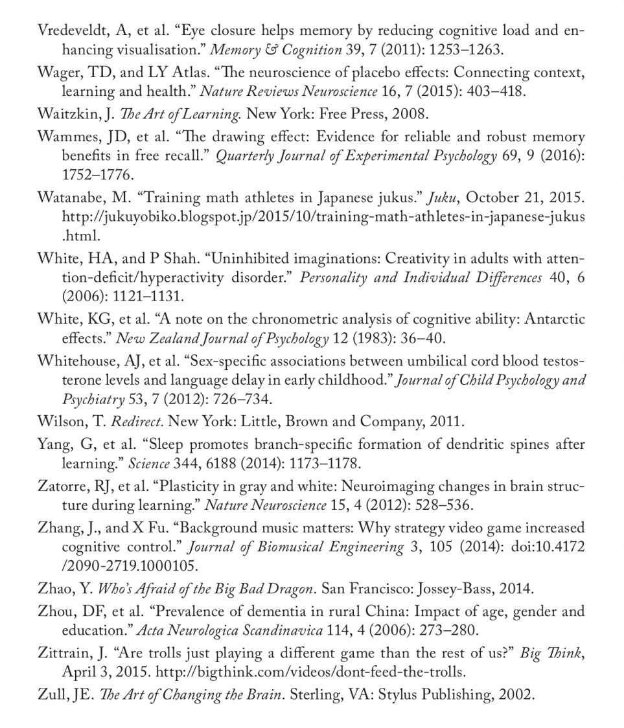 Vredeveldt, A, et al. “Eye closure helps memory by reducing cognitive load and en-
hancing visualisation.” Memory & Cognition 39, 7 (2011): 1253–1263.
Wager, TD, and LY Atlas. “The neuroscience of placebo effects: Connecting context,
learning and health.” Nature Reviews Neuroscience 16, 7 (2015): 403–418.
Waitzkin, J. The Art of Learning. New York: Free Press, 2008.
Wammes, JD, et al. “The drawing effect: Evidence for reliable and robust memory
benefits in free recall.” Quarterly Journal of Experimental Psychology 69, 9 (2016):
1752–1776.
Watanabe, M. “Training math athletes in Japanese jukus.” Juku, October 21, 2015.
http://jukuyobiko.blogspot.jp/2015/10/training-math-athletes-in-japanese-jukus
.html.
White, HA, and P Shah. “Uninhibited imaginations: Creativity in adults with atten-
tion-deficit/hyperactivity disorder.” Personality and Individual Differences 40, 6
(2006): 1121–1131.
White, KG, et al. “A note on the chronometric analysis of cognitive ability: Antarctic
effects.” New Zealand Journal of Psychology 12 (1983): 36–40.
Whitehouse, AJ, et al. “Sex-specific associations between umbilical cord blood testos-
terone levels and language delay in early childhood.” Journal of Child Psychology and
Psychiatry 53, 7 (2012): 726–734.
Wilson, T. Redirect. New York: Little, Brown and Company, 2011.
Yang, G, et al. “Sleep promotes branch-specific formation of dendritic spines after
learning.” Science 344, 6188 (2014): 1173–1178.
Zatorre, RJ, et al. “Plasticity in gray and white: Neuroimaging changes in brain struc-
ture during learning.” Nature Neuroscience 15, 4 (2012): 528–536.
Zhang, J., and X Fu. “Background music matters: Why strategy video game increased
cognitive control.” Journal of Biomusical Engineering 3, 105 (2014): doi:10.4172
/2090-2719.1000105.
Zhao, Y. Who’s Afraid of the Big Bad Dragon. San Francisco: Jossey-Bass, 2014.
Zhou, DF, et al. “Prevalence of dementia in rural China: Impact of age, gender and
education.” Acta Neurologica Scandinavica 114, 4 (2006): 273–280.
Zittrain, J. “Are trolls just playing a different game than the rest of us?” Big Think,
April 3, 2015. http://bigthink.com/videos/dont-feed-the-trolls.
Zull, JE. The Art of Changing the Brain. Sterling, VA: Stylus Publishing, 2002.